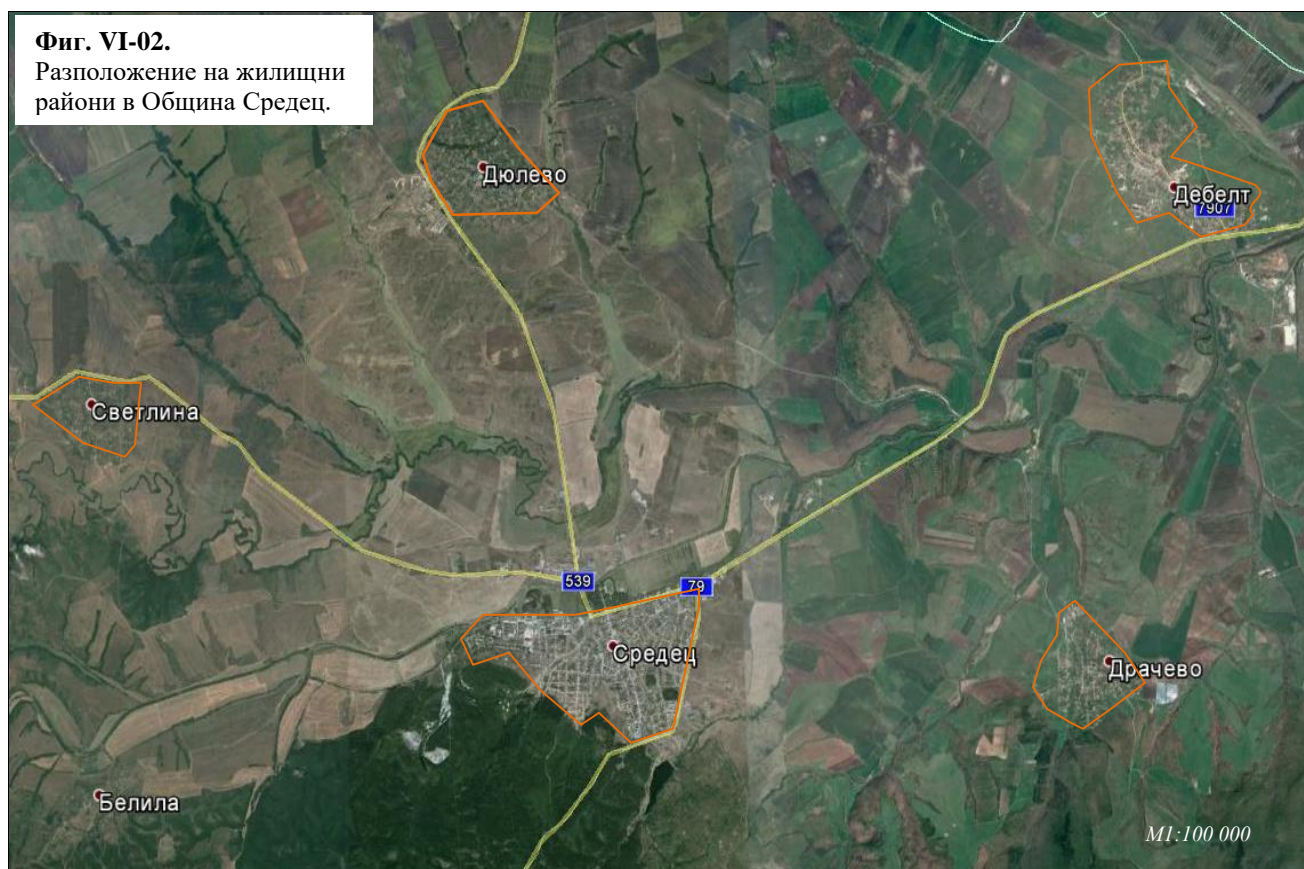 Фиг. VI-02.
Разположение на жилищни
райони в Община Средец.
Дюлево
Дебелт
7907
Светлина
539
79
Средец
Драчево
Белила
M1:100 000